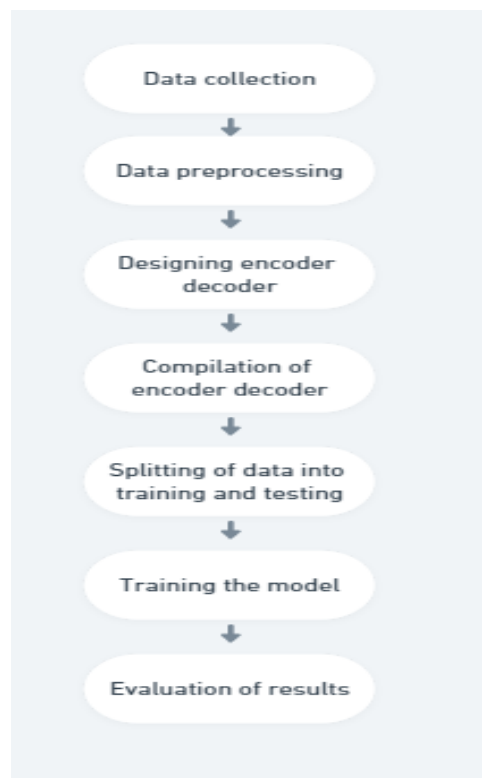 Data collection
Data preprocessing
Designing encoder
decoder
Compilation of
encoder decoder
Splitting of data into
training and testing
Training the model
Evaluation of results